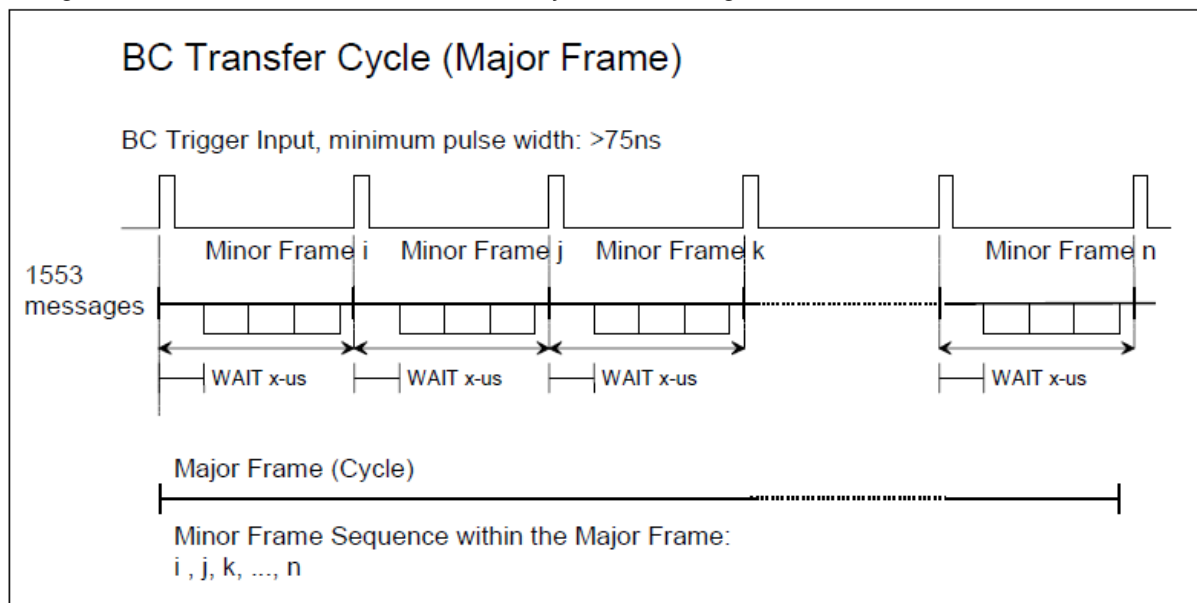 BC Transfer Cycle (Major Frame)
BC Trigger Input, minimum pulse width: >75ns
Minor Frame i Minor Frame j Minor Frame k Minor Frame n
1553
messages
WAIT x-us WAIT x-us WAIT x-us WAIT x-us
Major Frame (Cycle)
Minor Frame Sequence within the Major Frame:
i , j, k, ..., n